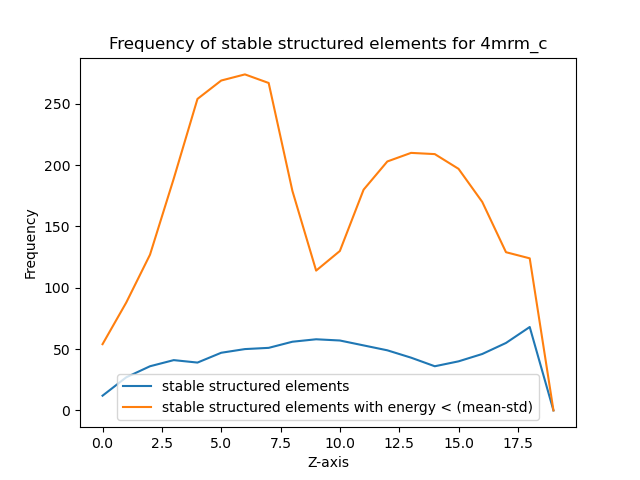 Frequency of stable structured elements for 4mrm_c
Frequency
250
200
150
100
50
0
stable structured elements
stable structured elements with energy < (mean-std)
0.0 2.5 5.0 7.5 10.0 12.5 15.0 17.5
Z-axis